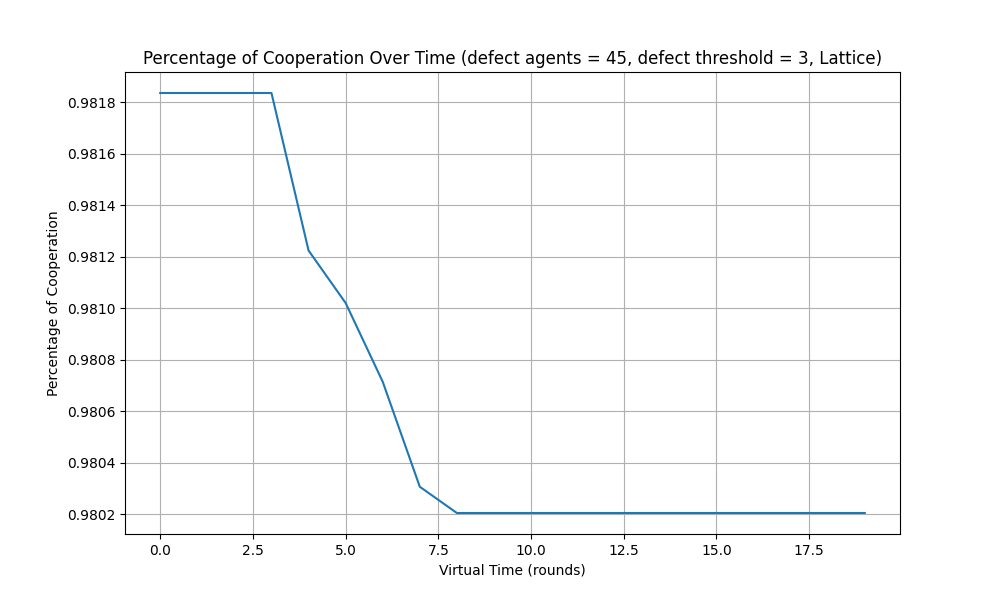 Percentage of Cooperation Over Time (defect agents = 45, defect threshold = 3, Lattice)
Percentage of Cooperation
0.9818
0.9816
0.9814
0.9812
0.9810
0.9808
0.9806
0.9804
0.9802
0.0 2.5 5.0 7.5 10.0 12.5 15.0 17.5
Virtual Time (rounds)